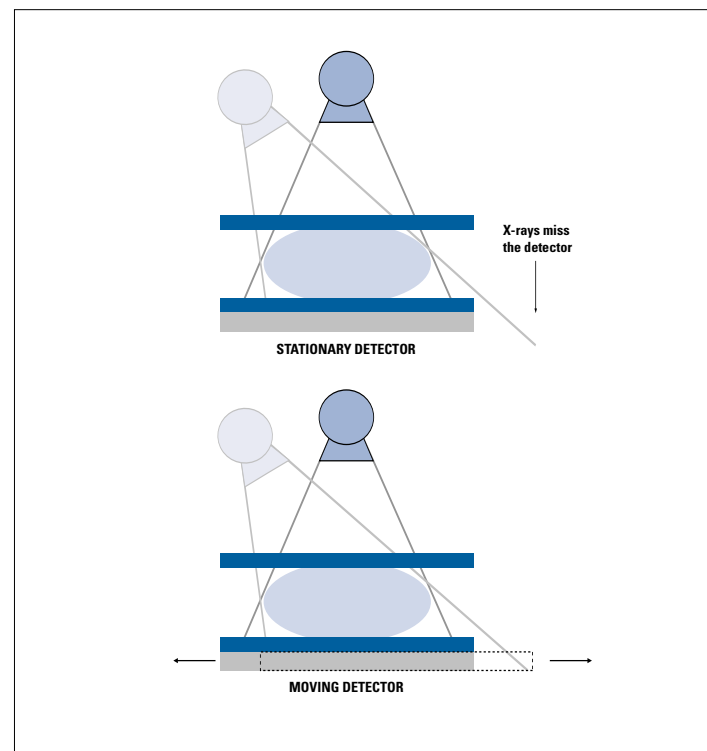 X-rays miss
the detector
STATIONARY DETECTOR
MOVING DETECTOR